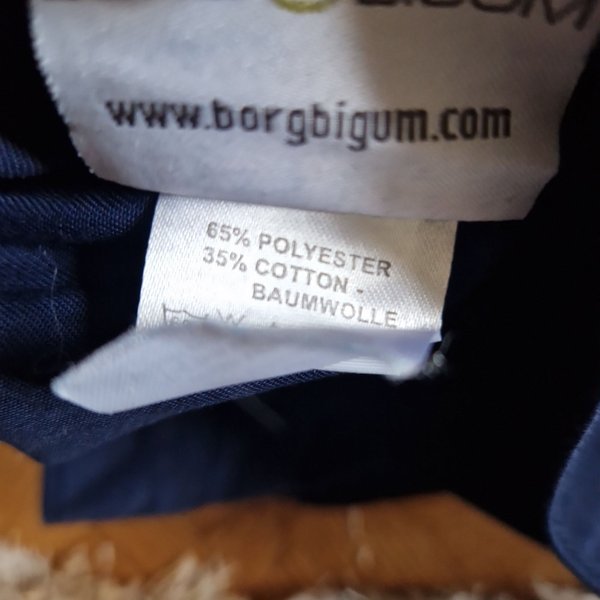 www.borgbigum.com
65% POLYESTER
35% COTTON -
BAUMWOLLE